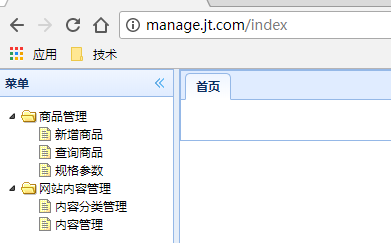 manage.jt.com/index
应用 技术
菜单
首页
商品管理
新增商品
查询商品
规格参数
网站内容管理
内容分类管理
内容管理